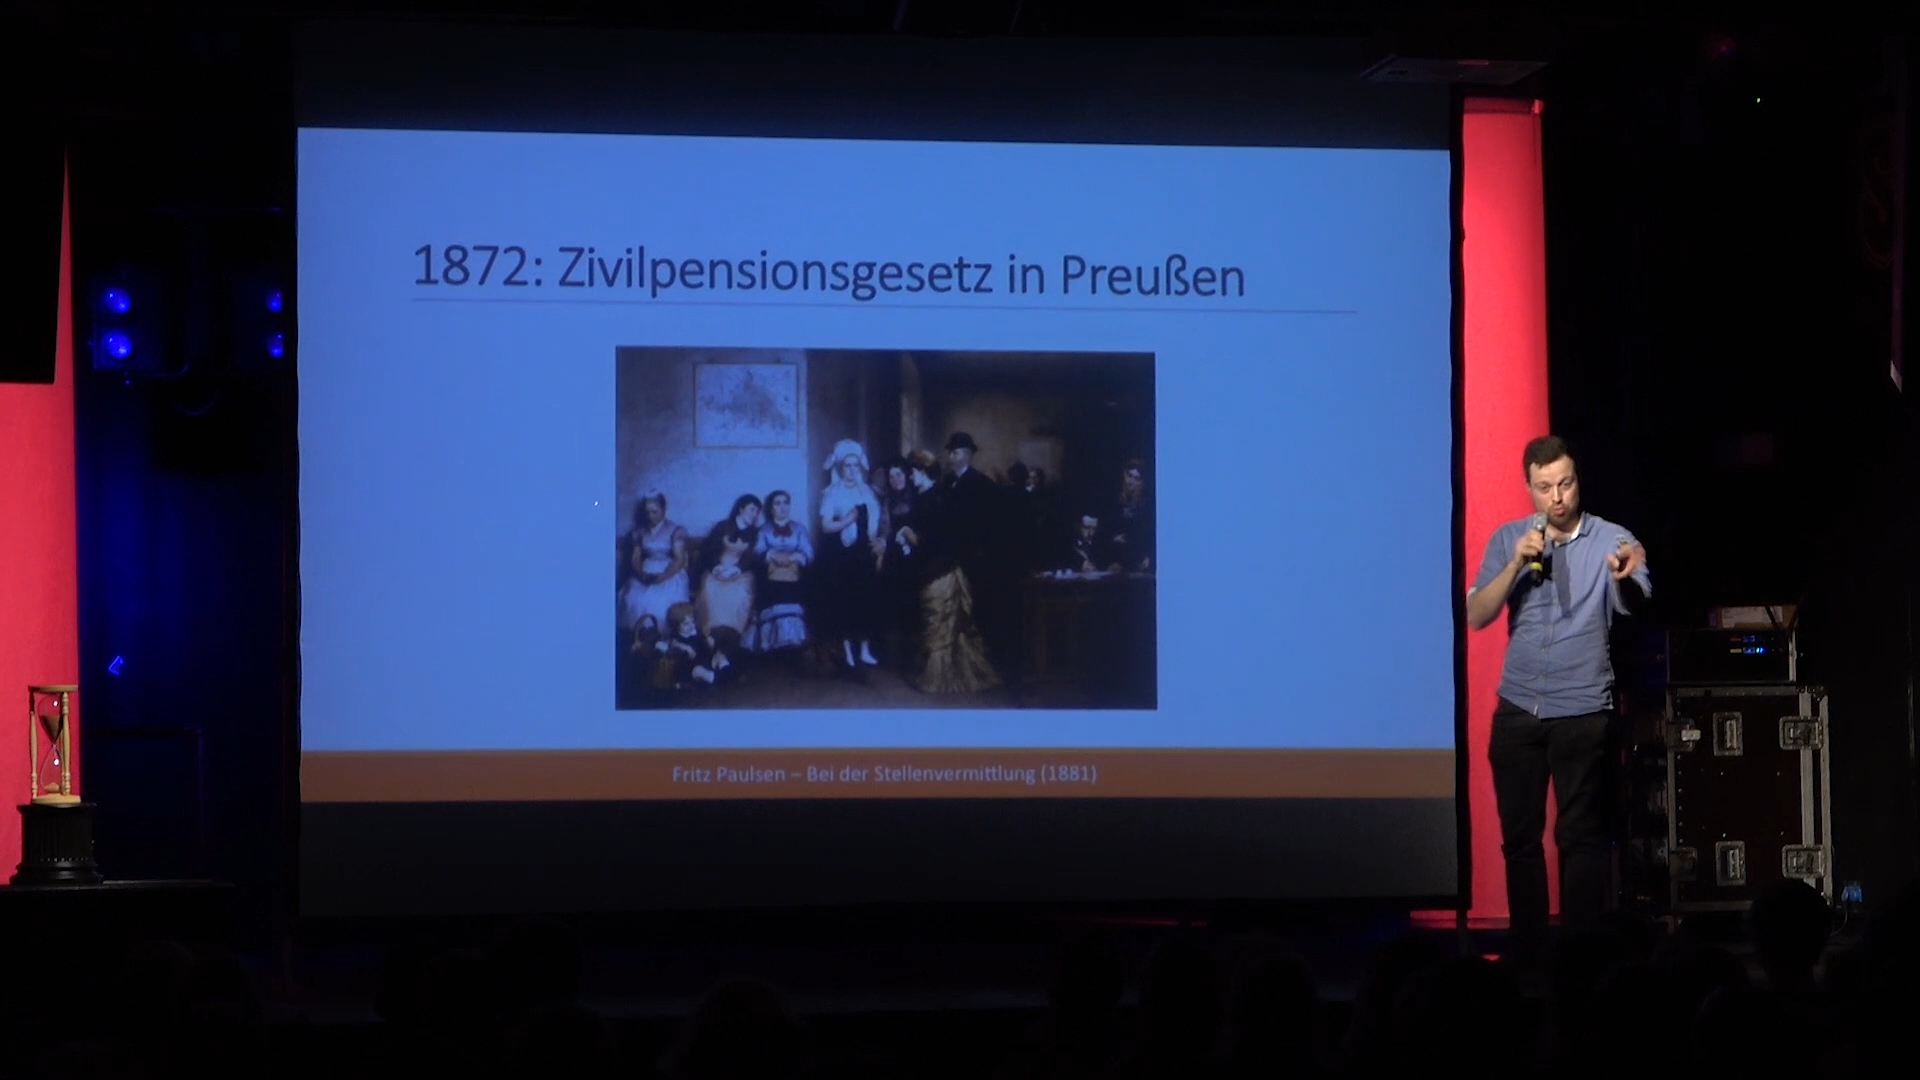 1872: Zivilpensionsgesetz in Preußen
Fritz Paulsen – Bei der Stellenvermittlung (1881)